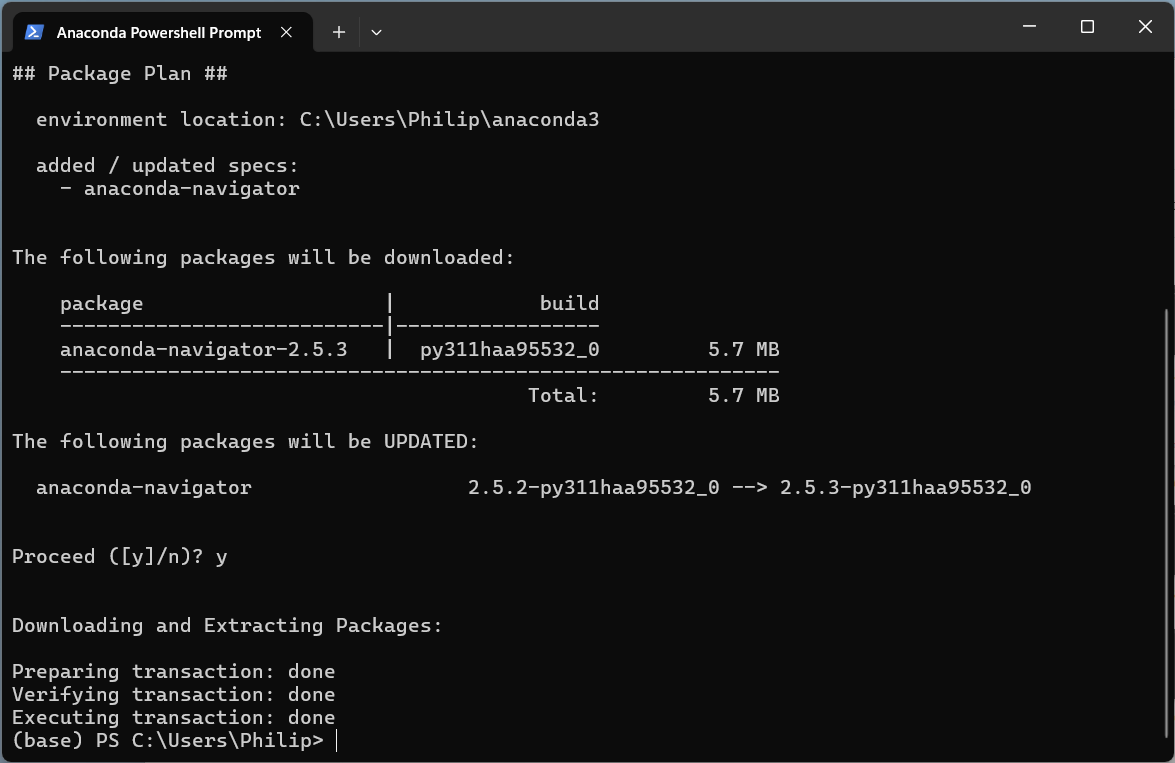 Anaconda Powershell Prompt
## Package Plan ##
environment location: C:\Users\Philip\anaconda3
added / updated specs:
- anaconda-navigator
The following packages will be downloaded:
package | build
---------------------------|-----------------
anaconda-navigator-2.5.3 | py311haa95532_0 5.7 MB
------------------------------------------------------------
Total: 5.7 MB
The following packages will be UPDATED:
anaconda-navigator 2.5.2-py311haa95532_0 --> 2.5.3-py311haa95532_0
Proceed ([y]/n)? y
Downloading and Extracting Packages:
Preparing transaction: done
Verifying transaction: done
Executing transaction: done
(base) PS C:\Users\Philip>